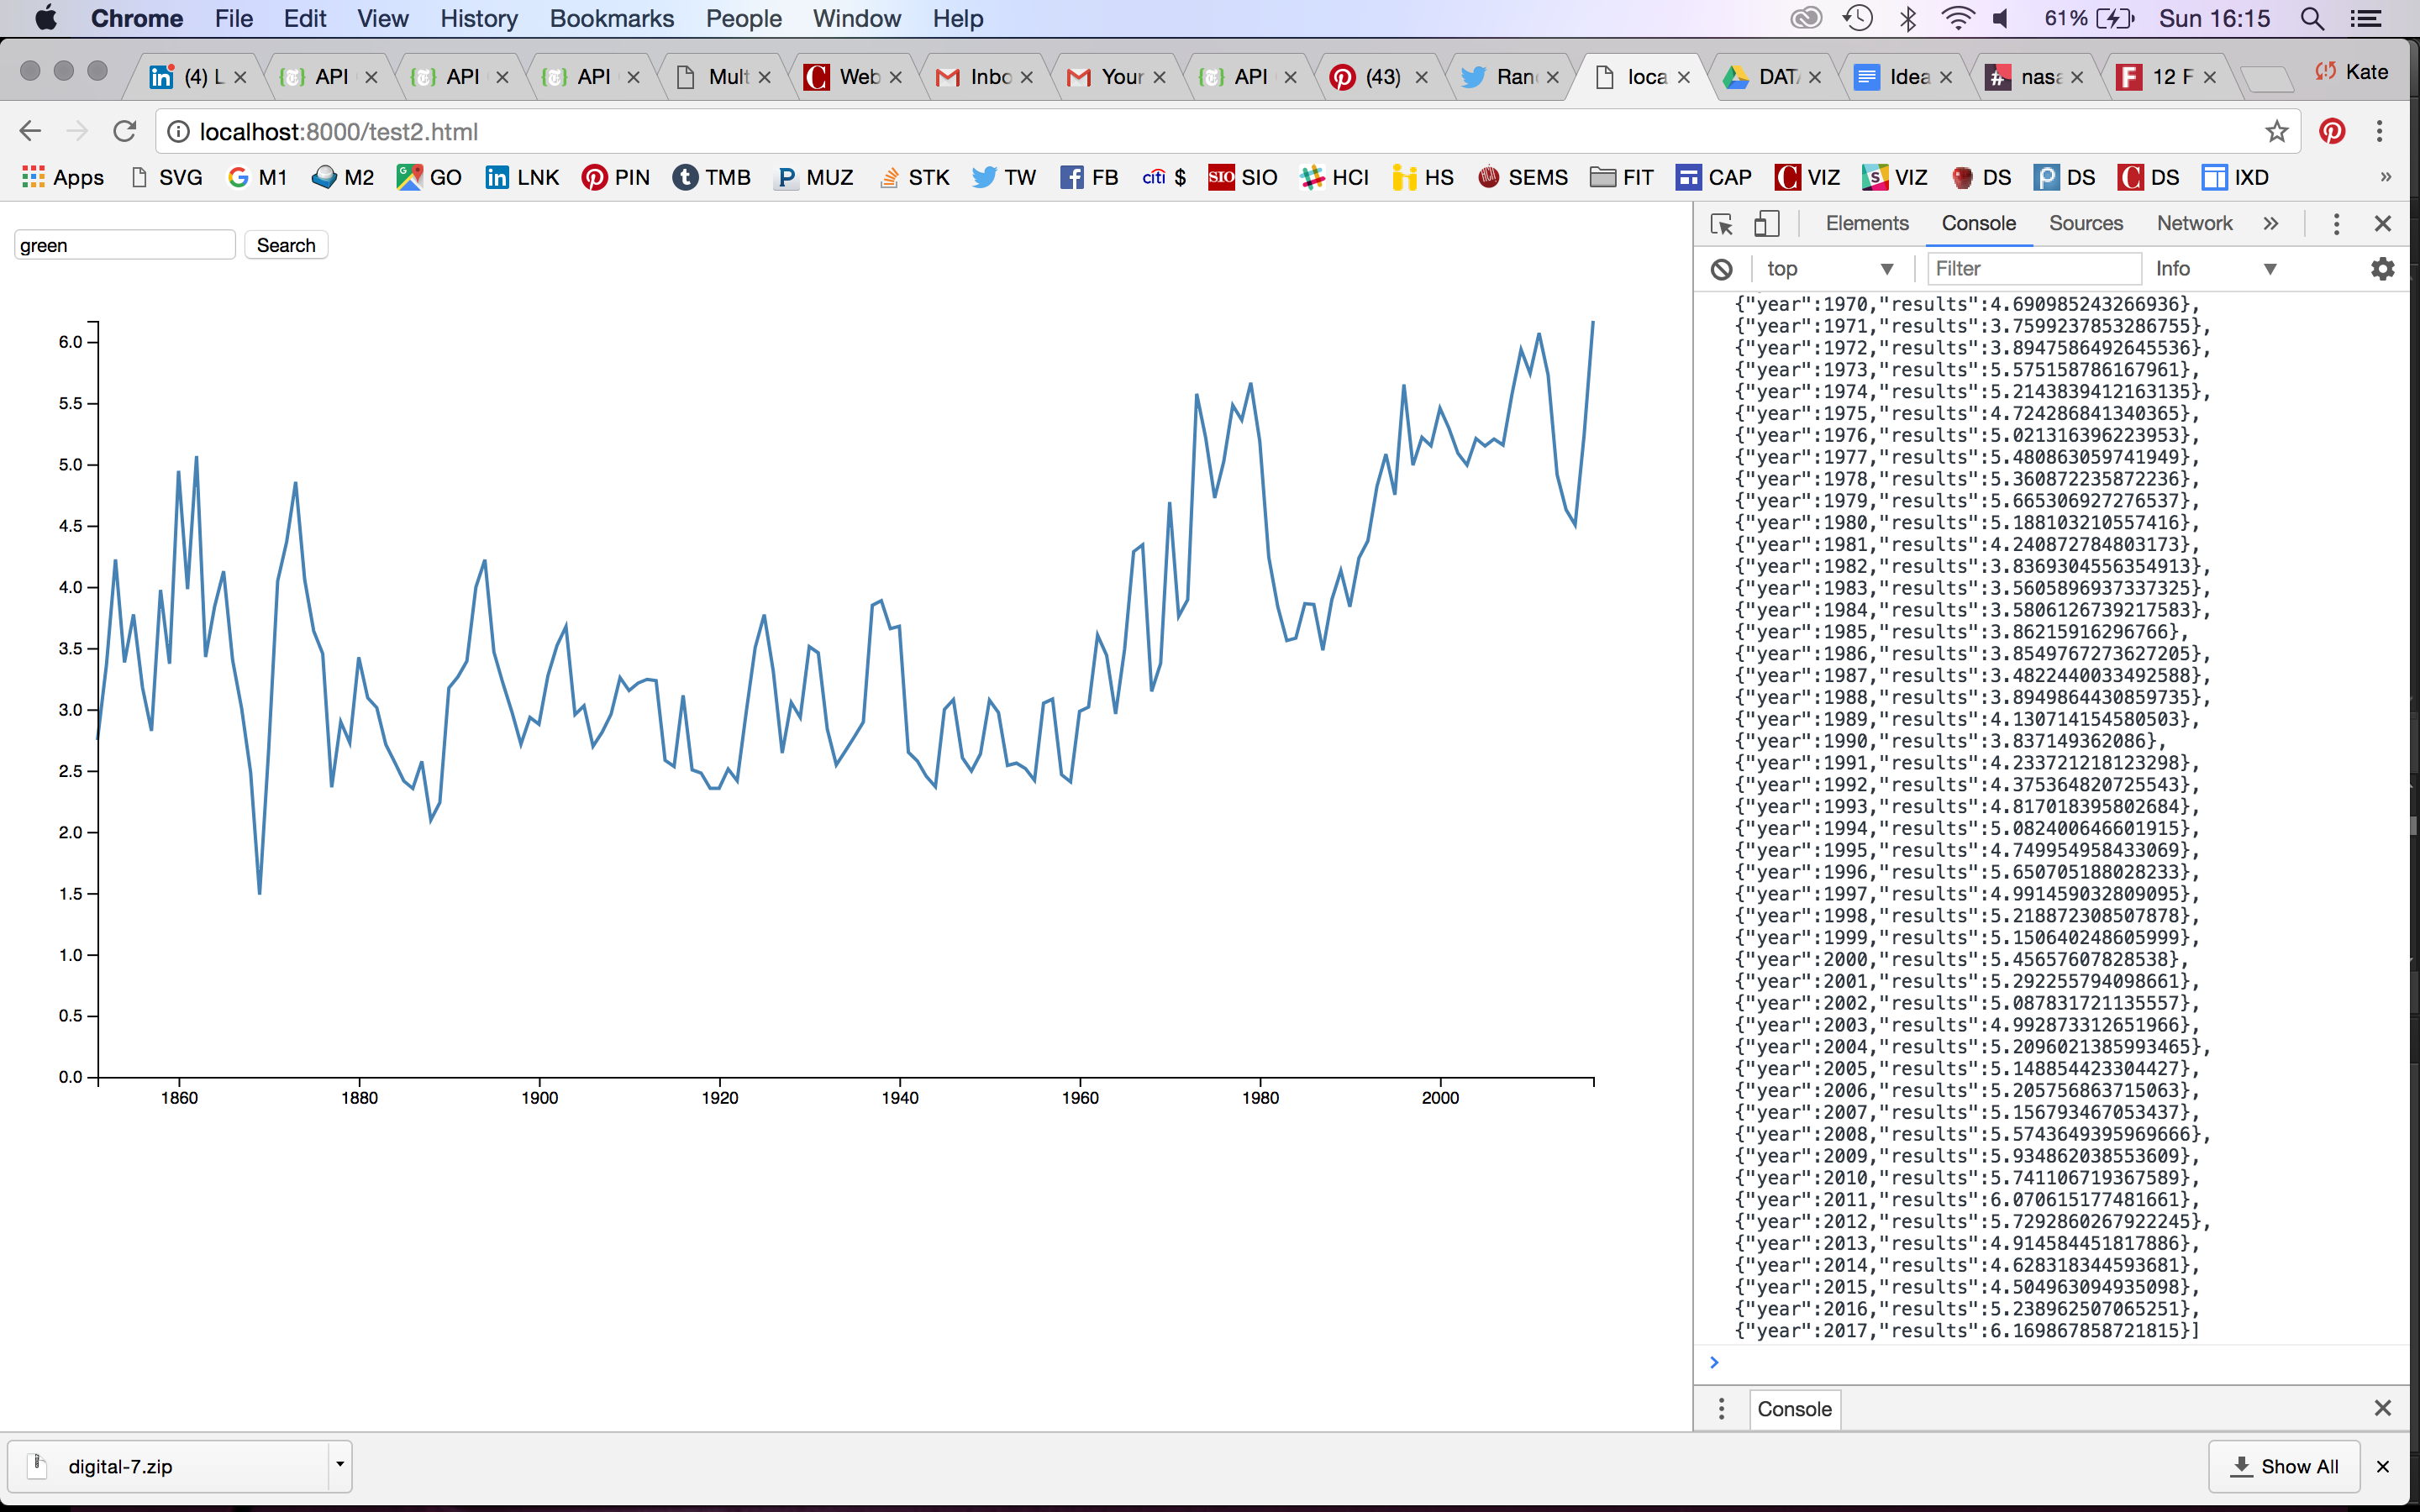 Chrome File Edit View History Bookmarks People Window Help 61% Sun 16:15
(4) L API API API Mult Web Inbo Your API (43) Ran loca DAT Idea nasa 12 F Kate
localhost:8000/test2.html
Apps SVG M1 M2 GO LNK PIN TMB MUZ STK TW FB citi $ SIO SIO HCI HS SEMS FIT CAP VIZ VIZ DS DS DS IXD »
green Search
6.0
5.5
5.0
4.5
4.0
3.5
3.0
2.5
2.0
1.5
1.0
0.5
0.0
1860 1880 1900 1920 1940 1960 1980 2000
Elements Console Sources Network »
top Filter Info
{"year":1970,"results":4.690985243266936},
{"year":1971,"results":3.7599237853286755},
{"year":1972,"results":3.8947586492645536},
{"year":1973,"results":5.575158786167961},
{"year":1974,"results":5.2143839412163135},
{"year":1975,"results":4.724286841340365},
{"year":1976,"results":5.021316396223953},
{"year":1977,"results":5.480863059741949},
{"year":1978,"results":5.360872235872236},
{"year":1979,"results":5.665306927276537},
{"year":1980,"results":5.188103210557416},
{"year":1981,"results":4.240872784803173},
{"year":1982,"results":3.8369304556354913},
{"year":1983,"results":3.5605896937337325},
{"year":1984,"results":3.5806126739217583},
{"year":1985,"results":3.86215916296766},
{"year":1986,"results":3.8549767273627205},
{"year":1987,"results":3.4822440033492588},
{"year":1988,"results":3.8949864430859735},
{"year":1989,"results":4.130714154580503},
{"year":1990,"results":3.837149362086},
{"year":1991,"results":4.233721218123298},
{"year":1992,"results":4.375364820725543},
{"year":1993,"results":4.817018395802684},
{"year":1994,"results":5.082400646601915},
{"year":1995,"results":4.749954958433069},
{"year":1996,"results":5.650705188028233},
{"year":1997,"results":4.991459032809095},
{"year":1998,"results":5.218872308507878},
{"year":1999,"results":5.150640248605999},
{"year":2000,"results":5.45657607828538},
{"year":2001,"results":5.292255794098661},
{"year":2002,"results":5.087831721135557},
{"year":2003,"results":4.992873312651966},
{"year":2004,"results":5.2096021385993465},
{"year":2005,"results":5.148854423304427},
{"year":2006,"results":5.205756863715063},
{"year":2007,"results":5.156793467053437},
{"year":2008,"results":5.5743649395969666},
{"year":2009,"results":5.934862038553609},
{"year":2010,"results":5.741106719367589},
{"year":2011,"results":6.070615177481661},
{"year":2012,"results":5.7292860267922245},
{"year":2013,"results":4.914584451817886},
{"year":2014,"results":4.628318344593681},
{"year":2015,"results":4.504963094935098},
{"year":2016,"results":5.238962507065251},
{"year":2017,"results":6.169867858721815}]
>
Console
digital-7.zip Show All